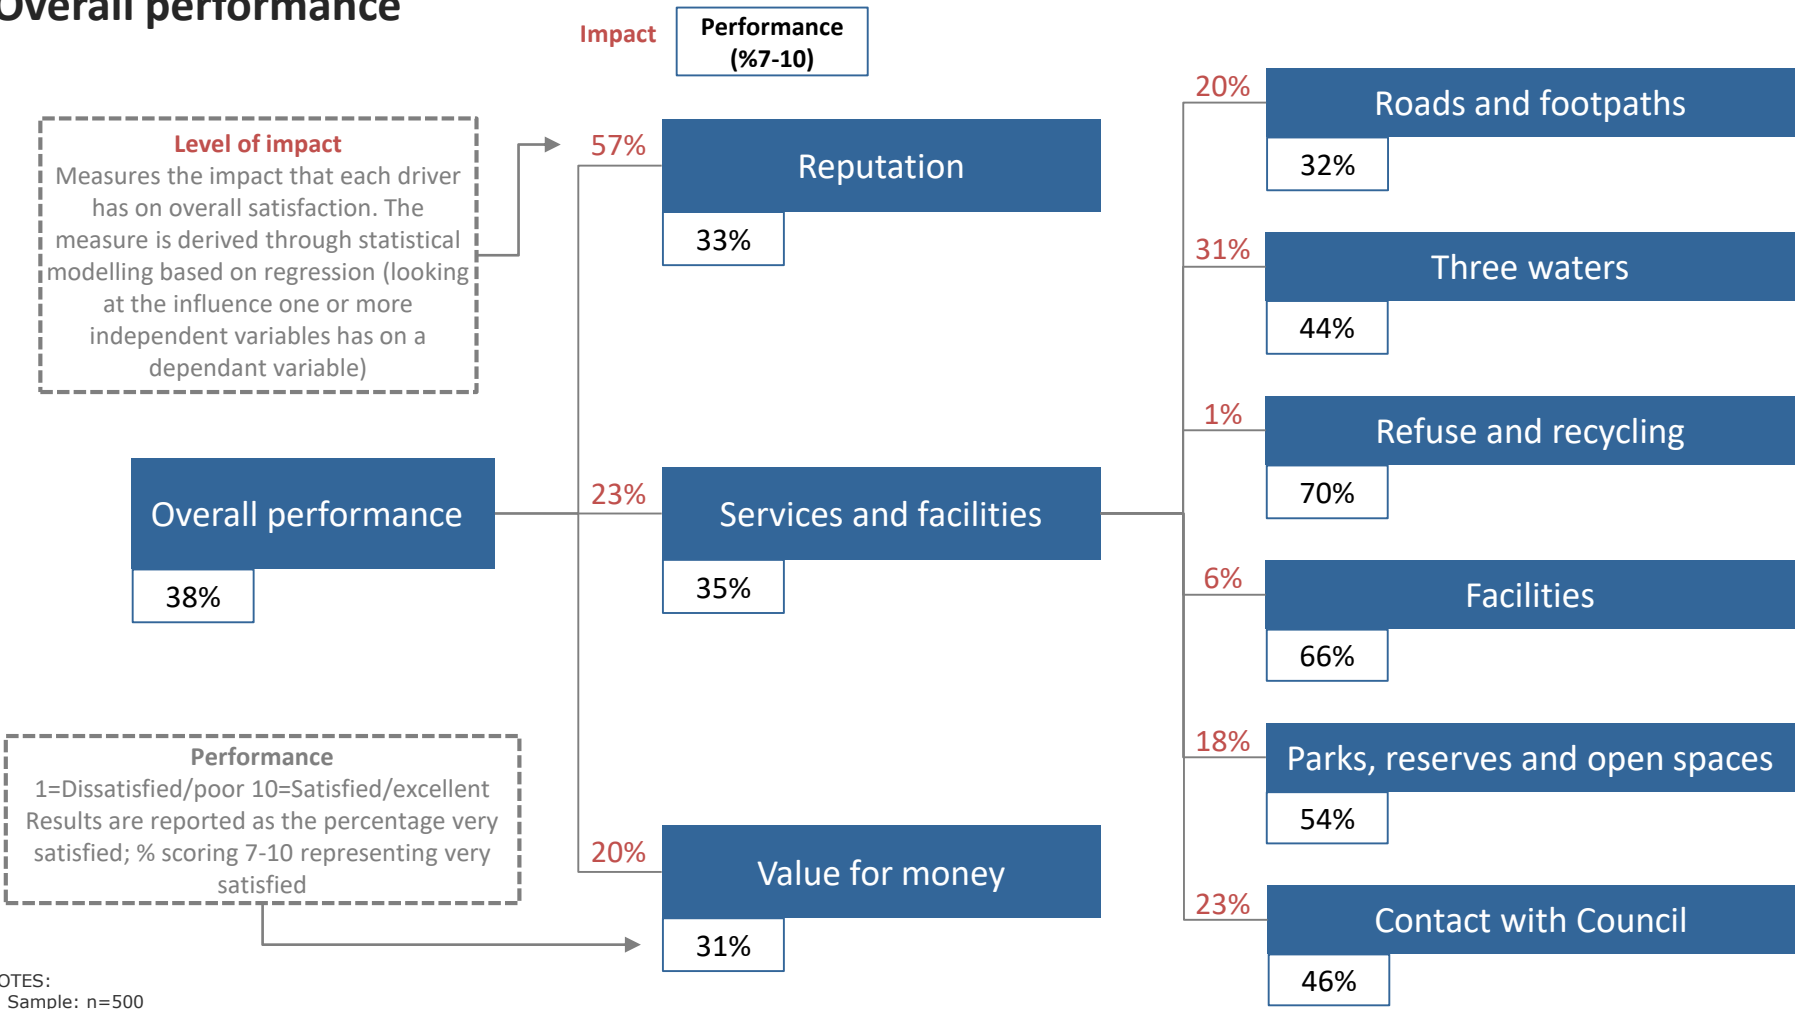 Overall performance
Impact
Performance
(%7-10)
Level of impact
Measures the impact that each driver
has on overall satisfaction. The
measure is derived through statistical
modelling based on regression (looking
at the influence one or more
independent variables has on a
dependant variable)
57%
Reputation
33%
Overall performance
38%
23%
Services and facilities
35%
Performance
1=Dissatisfied/poor 10=Satisfied/excellent
Results are reported as the percentage very
satisfied; % scoring 7-10 representing very
satisfied
20%
Value for money
31%
20%
Roads and footpaths
32%
31%
Three waters
44%
1%
Refuse and recycling
70%
6%
Facilities
66%
18%
Parks, reserves and open spaces
54%
23%
Contact with Council
46%
OTES:
Sample: n=500